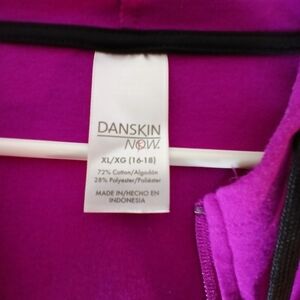 DANSKIN
NOW.
XL/XG (16-18)
72% Cotton/Algodón
28% Polyester/Poliéster
MADE IN/HECHO EN
INDONESIA